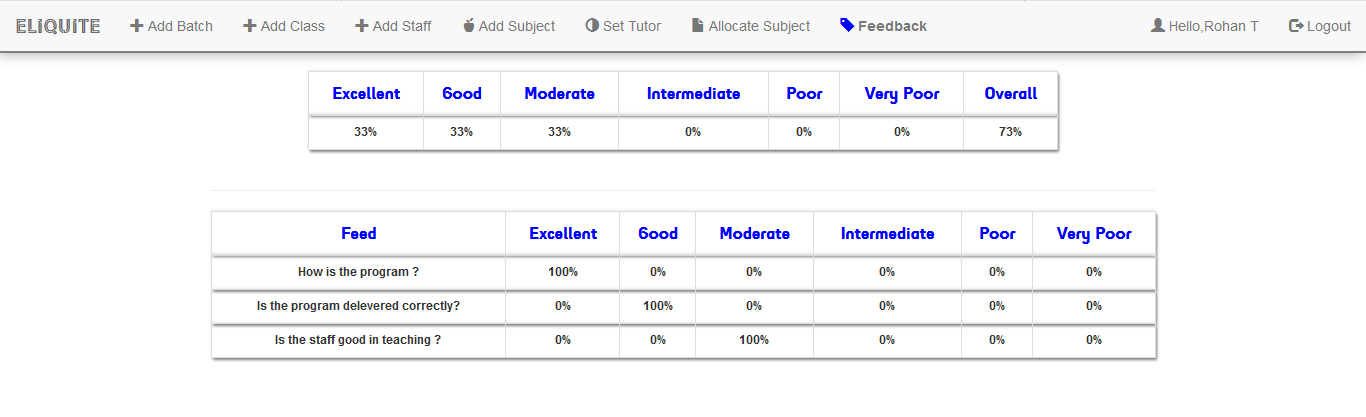 ELiQUiTE Add Batch Add Class Add Staff Add Subject Set Tutor Allocate Subject Feedback Hello,Rohan T Logout
Excellent Good Moderate Intermediate Poor Very Poor Overall
33% 33% 33% 0% 0% 0% 73%
Feed Excellent Good Moderate Intermediate Poor Very Poor
How is the program ? 100% 0% 0% 0% 0% 0%
Is the program delevered correctly? 0% 100% 0% 0% 0% 0%
Is the staff good in teaching ? 0% 0% 100% 0% 0% 0%